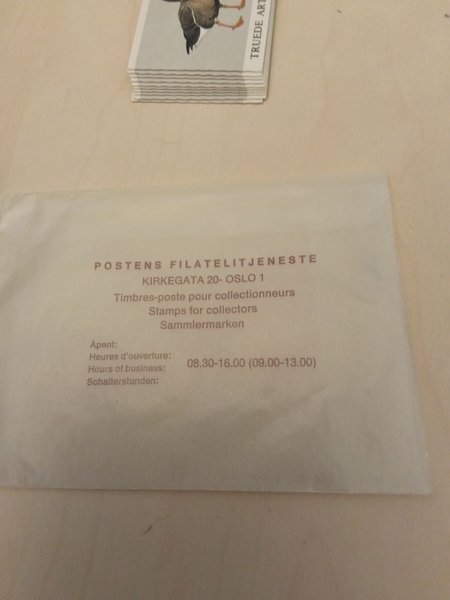 TRUEDE ART
POSTENS FILATELITJENESTE
KIRKEGATA 20- OSLO 1
Timbres-poste pour collectionneurs
Stamps for collectors
Sammlermarken
Apent:
Heures d'ouverture:
Hours of business:
Schalterstunden:
08.30-16.00 (09.00-13.00)